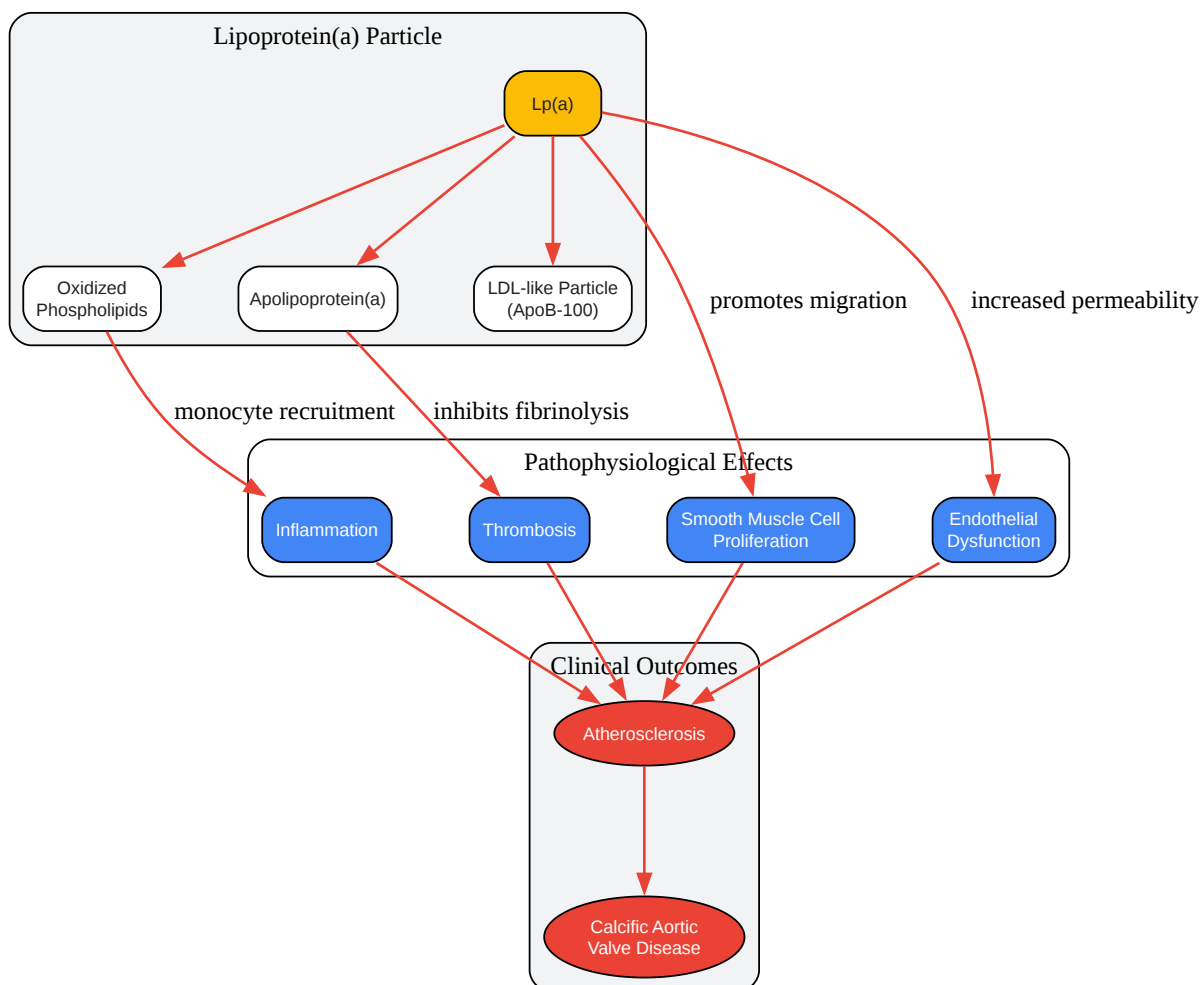 Lipoprotein(a) Particle
Lp(a)
Oxidized
Phospholipids
Apolipoprotein(a)
LDL-like Particle
(ApoB-100)
promotes migration
increased permeability
monocyte recruitment
inhibits fibrinolysis
Pathophysiological Effects
Inflammation
Thrombosis
Smooth Muscle Cell
Proliferation
Endothelial
Dysfunction
Clinical Outcomes
Atherosclerosis
Calcific Aortic
Valve Disease